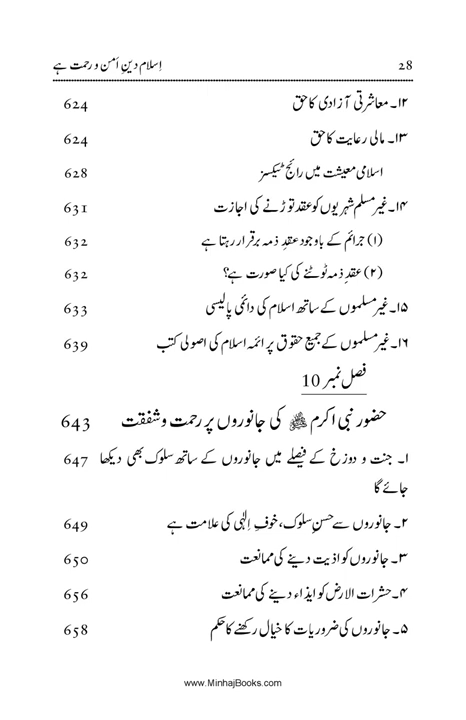 28 اِسلام دینِ اَمن و رحمت ہے
۱۲۔ معاشرتی آزادی کا حق 624
۱۳۔ مالی رعایت کا حق 624
اسلامی معیشت میں رائج ٹیکسز 628
۱۴۔ غیر مسلم شہریوں کو عقد توڑنے کی اجازت 631
(۱) جرائم کے باوجود عقدِ ذمہ برقرار رہتا ہے 632
(۲) عقدِ ذمہ ٹوٹنے کی کیا صورت ہے؟ 632
۱۵۔ غیر مسلموں کے ساتھ اسلام کی دائمی پالیسی 633
۱۶۔ غیر مسلموں کے جمیع حقوق پر ائمہ اسلام کی اصولی کتب 639
فصل نمبر 10
حضور نبی اکرم ﷺ کی جانوروں پر رحمت و شفقت 643
۱۔ جنت و دوزخ کے فیصلے میں جانوروں کے ساتھ سلوک بھی دیکھا 647
جائے گا
۲۔ جانوروں سے حسنِ سلوک، خوفِ اِلٰہی کی علامت ہے 649
۳۔ جانوروں کو اذیت دینے کی ممانعت 650
۴۔ حشرات الارض کو ایذاء دینے کی ممانعت 656
۵۔ جانوروں کی ضروریات کا خیال رکھنے کا حکم 658
www.MinhajBooks.com